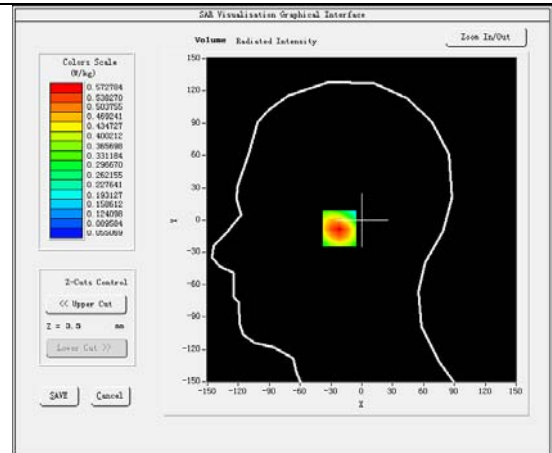 SAR Visualisation Graphical Interface
Volume Radiated Intensity
Zoom In/Out
Colors Scale
(W/kg)
0.572784
0.538270
0.503755
0.469241
0.434727
0.400212
0.365698
0.331184
0.296670
0.262155
0.227641
0.193127
0.158612
0.124098
0.089584
0.055069
Z-Cuts Control
<< Upper Cut
Z = 3.5 mm
Lower Cut >>
SAVE
Cancel
150
120
90
60
30
0
-30
-60
-90
-120
-150
Y
-150 -120 -90 -60 -30 0 30 60 90 120 150
X